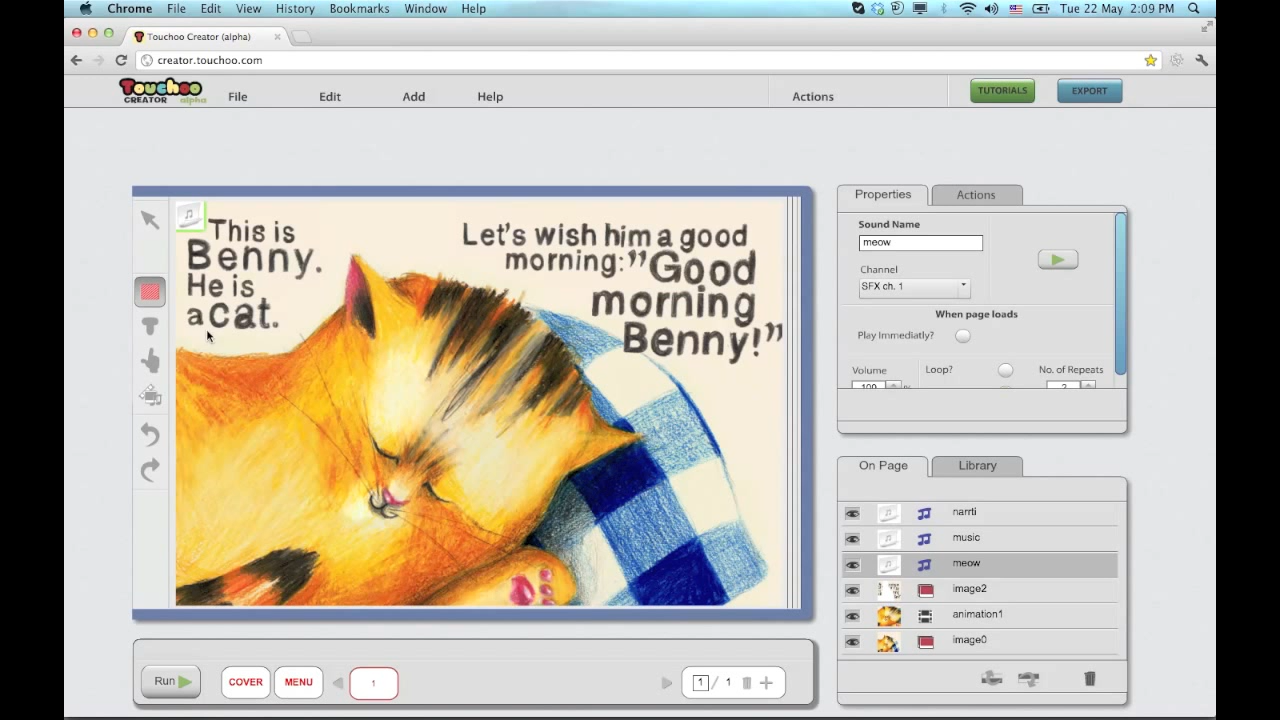 Chrome File Edit View History Bookmarks Window Help Tue 22 May 2:09 PM
Touchoo Creator (alpha)
creator.touchoo.com
Touchoo
CREATOR alpha
File Edit Add Help Actions TUTORIALS EXPORT
This is
Benny.
He is
a cat.
Let's wish him a good
morning:"Good
morning
Benny!"
Properties Actions
Sound Name
meow
Channel
SFX ch. 1
When page loads
Play Immediatly?
Volume Loop? No. of Repeats
100 % 2
On Page Library
narrti
music
meow
image2
animation1
image0
Run COVER MENU 1 1 / 1